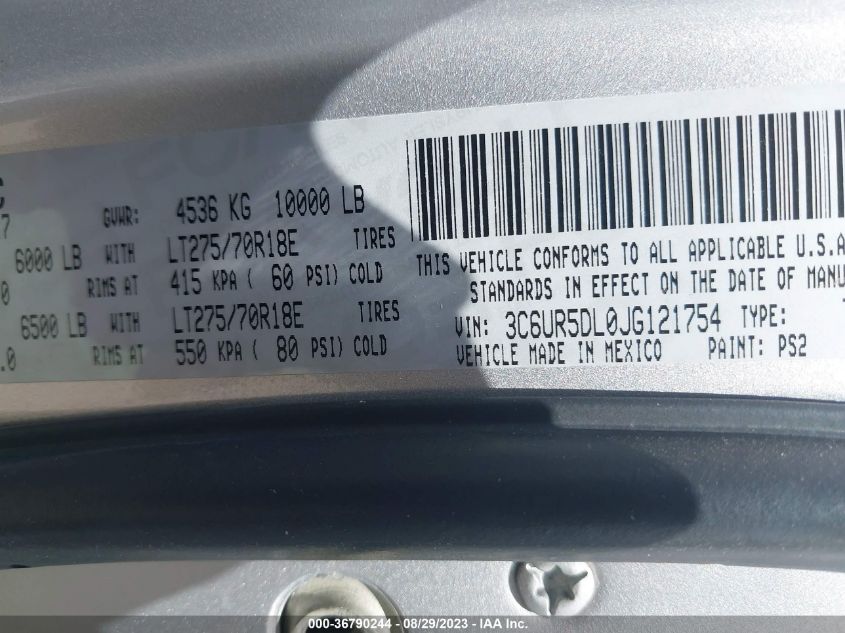 C
7
GVWR: 4536 KG 10000 LB
6000 LB WITH LT275/70R18E TIRES
0 RIMS AT 415 KPA ( 60 PSI) COLD
6500 LB WITH LT275/70R18E TIRES
.0 RIMS AT 550 KPA ( 80 PSI) COLD
THIS VEHICLE CONFORMS TO ALL APPLICABLE U.S.A
STANDARDS IN EFFECT ON THE DATE OF MANU
VIN: 3C6UR5DL0JG121754 TYPE:
VEHICLE MADE IN MEXICO PAINT: PS2
000-36790244 - 08/29/2023 - IAA Inc.